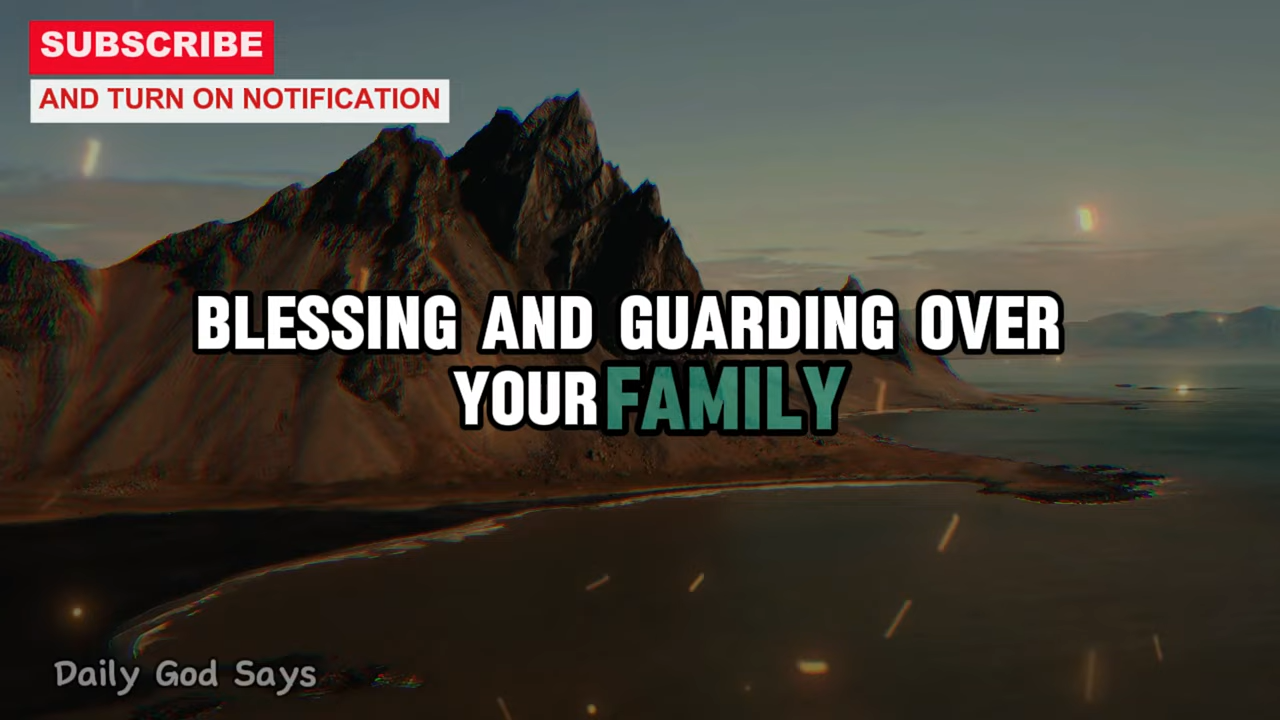 SUBSCRIBE
AND TURN ON NOTIFICATION
BLESSING AND GUARDING OVER
YOUR FAMILY
Daily God Says